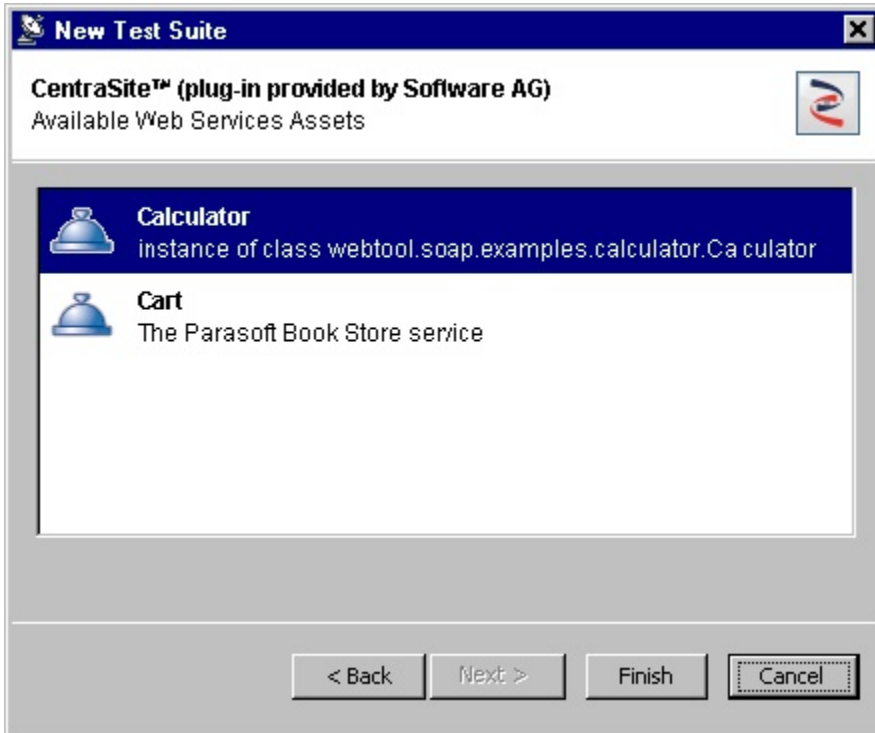 New Test Suite
CentraSite™ (plug-in provided by Software AG)
Available Web Services Assets
Calculator
instance of class webtool.soap.examples.calculator.Ca culator
Cart
The Parasoft Book Store service
< Back
Next >
Finish
Cancel